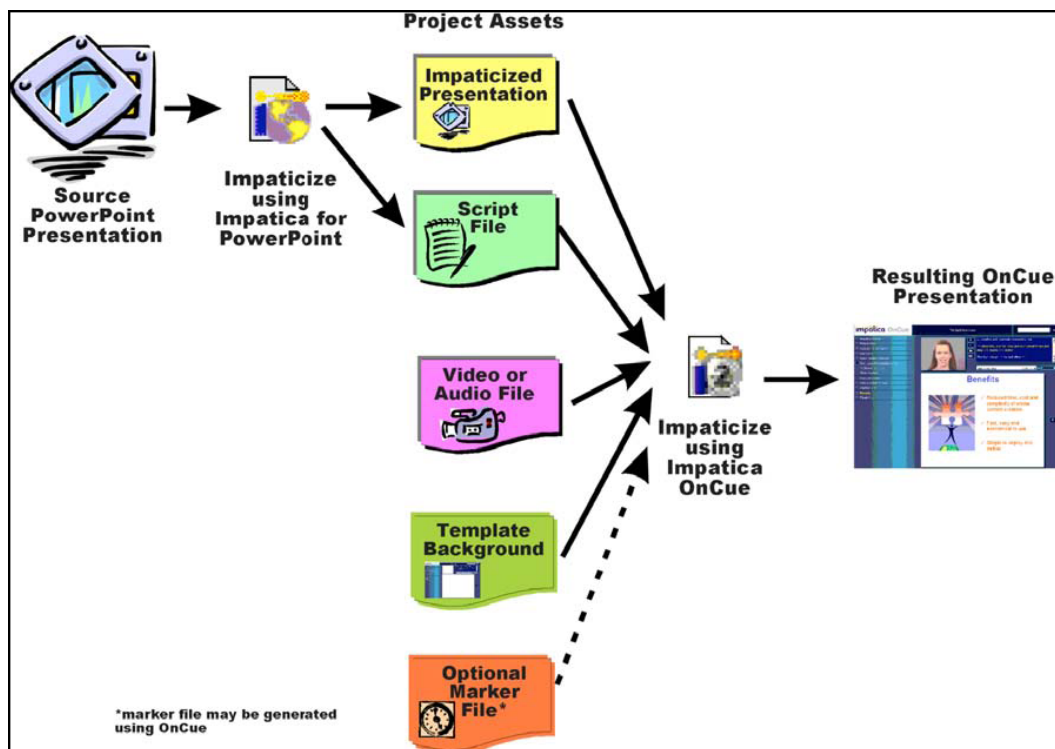 Project Assets
Impaticized
Presentation
Source
PowerPoint
Presentation
Impaticize
using
Impatica for
PowerPoint
Script
File
Video or
Audio File
Template
Background
Optional
Marker
File*
Impaticize
using
Impatica
OnCue
Resulting OnCue
Presentation
impatica OnCue
Benefits
*marker file may be generated
using OnCue